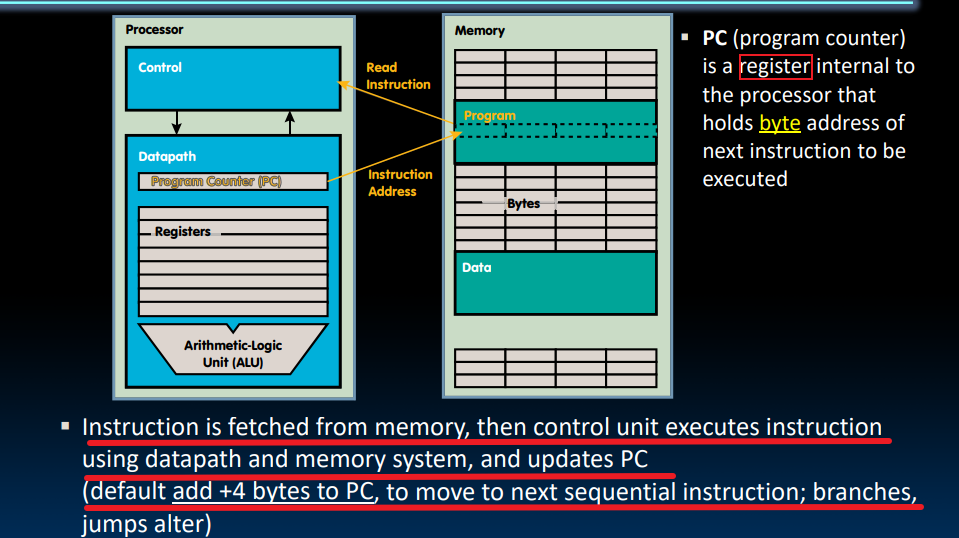 Processor
Control
Datapath
Program Counter (PC)
Registers
Arithmetic-Logic
Unit (ALU)
Read
Instruction
Instruction
Address
Memory
Program
Bytes
Data
▪ PC (program counter)
is a register internal to
the processor that
holds byte address of
next instruction to be
executed
▪ Instruction is fetched from memory, then control unit executes instruction
using datapath and memory system, and updates PC
(default add +4 bytes to PC, to move to next sequential instruction; branches,
jumps alter)